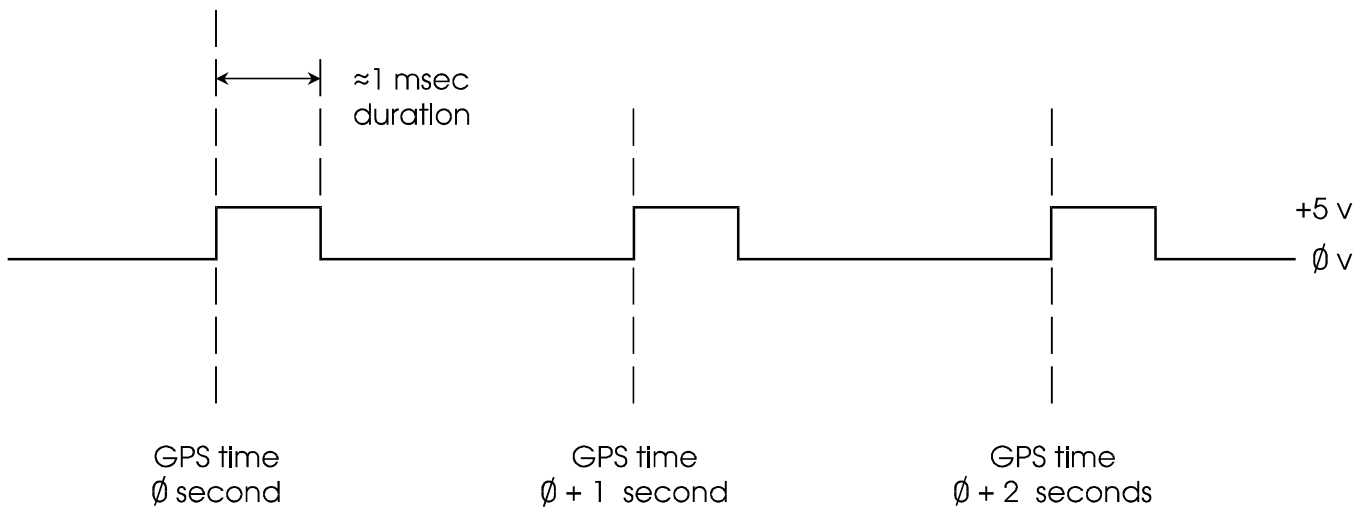 ≈1 msec
duration
+5 v
Ø v
GPS time
Ø second
GPS time
Ø + 1 second
GPS time
Ø + 2 seconds